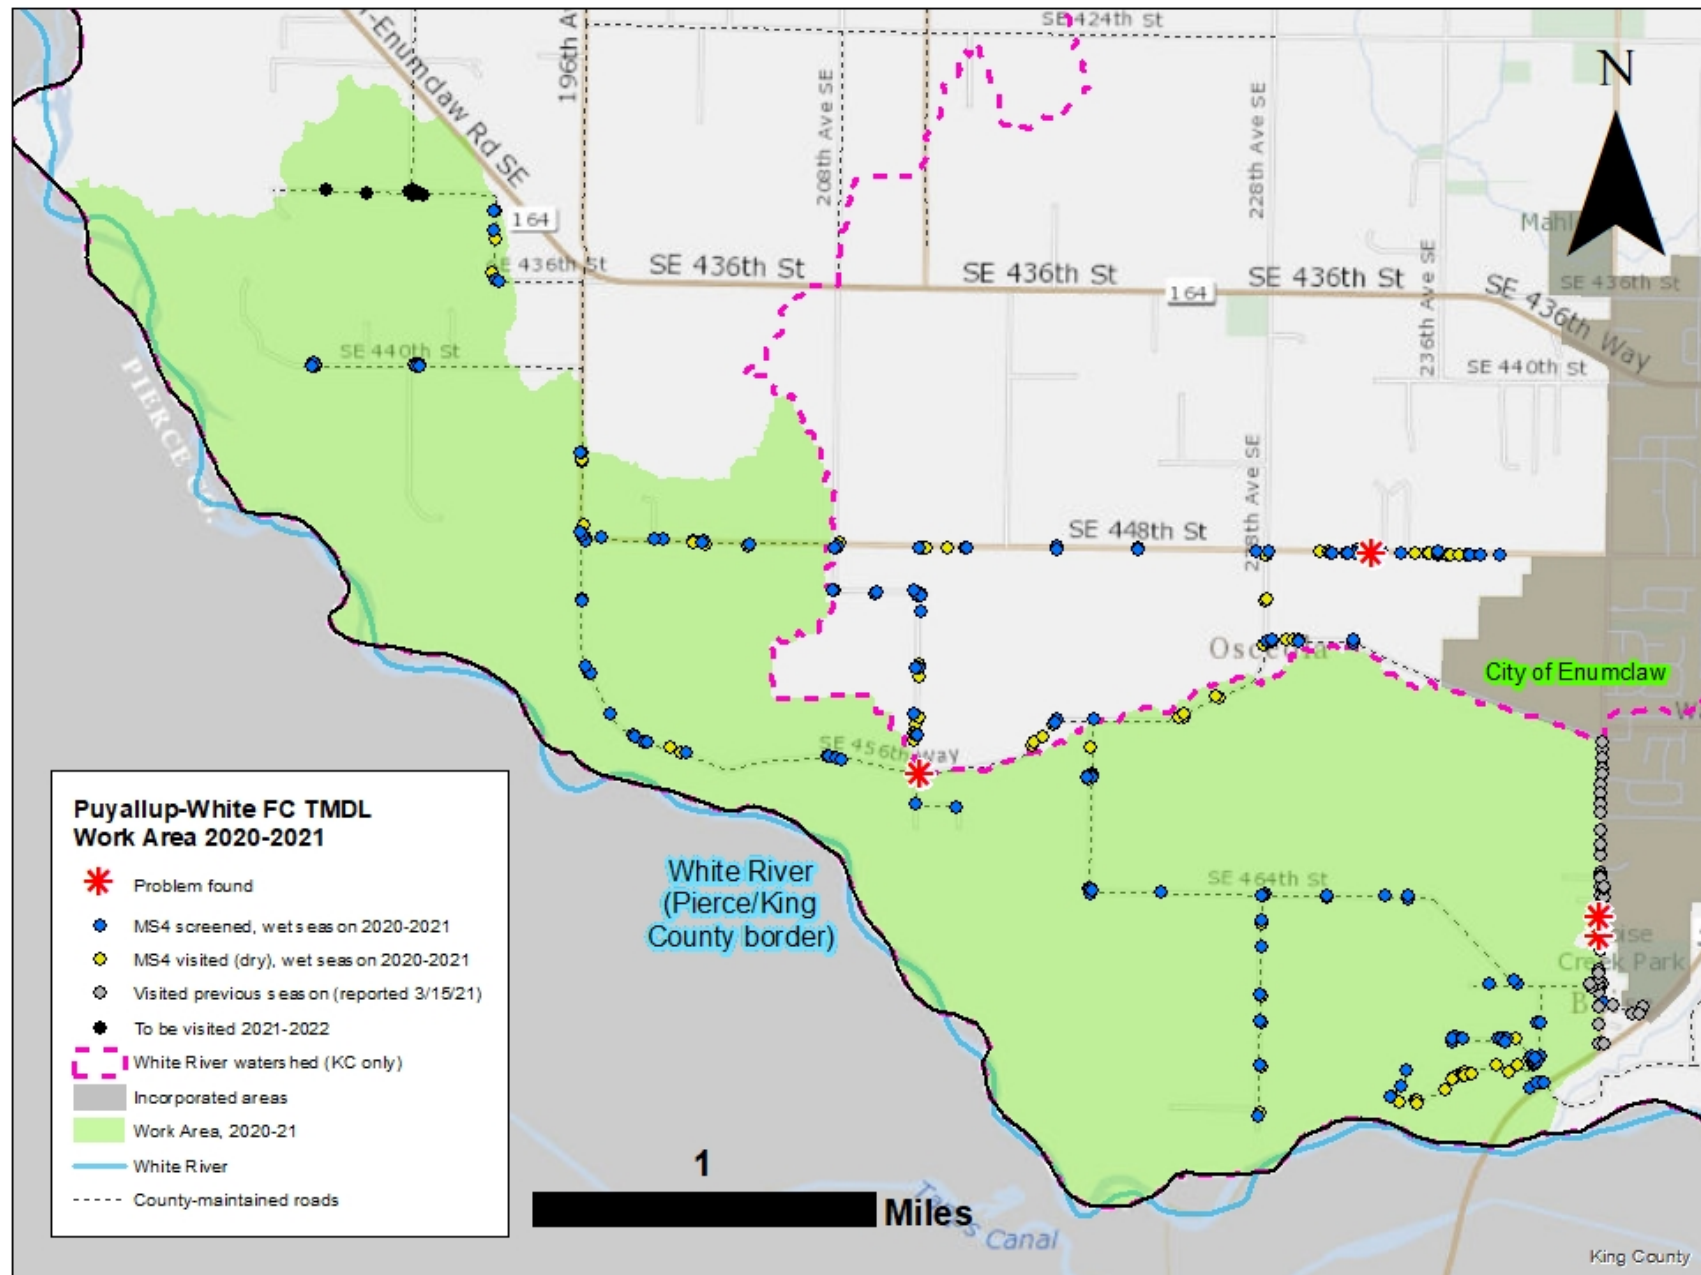 SE 424th St
-Enumclaw Rd SE
196th A
208th Ave SE
228th Ave SE
N
164
SE 436th St
SE 436th St
SE 436th St
164
SE 436th St
SE 436th St
236th Ave SE
SE 436th Way
SE 440th St
SE 440th St
PIERCE CO.
SE 448th St
228th Ave SE
Osceola
City of Enumclaw
SE 456th Way
White River
(Pierce/King
County border)
SE 464th St
Creek Park
Puyallup-White FC TMDL
Work Area 2020-2021
Problem found
MS4 screened, wet season 2020-2021
MS4 visited (dry), wet season 2020-2021
Visited previous season (reported 3/15/21)
To be visited 2021-2022
White River watershed (KC only)
Incorporated areas
Work Area, 2020-21
White River
County-maintained roads
1
Miles
Canal
King County